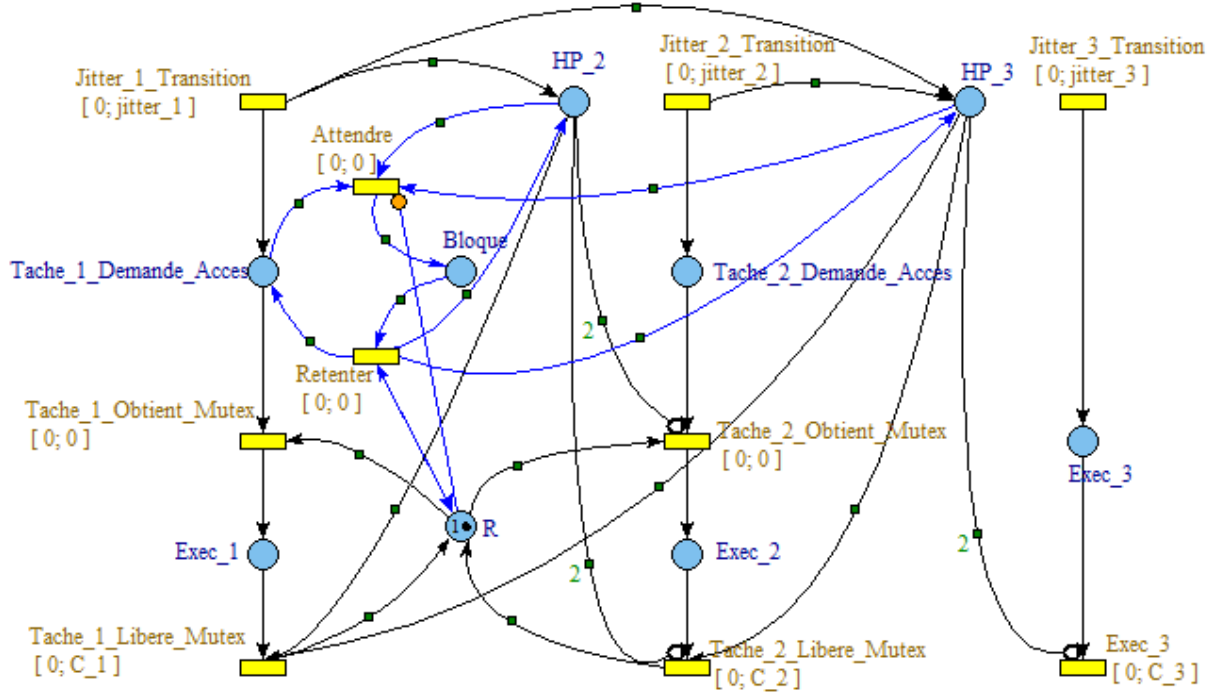 Jitter_1_Transition
[ 0; jitter_1 ]
HP_2
Jitter_2_Transition
[ 0; jitter_2 ]
HP_3
Jitter_3_Transition
[ 0; jitter_3 ]
Attendre
[ 0; 0 ]
Tache_1_Demande_Acces
Bloque
Tache_2_Demande_Acces
2
Retenter
[ 0; 0 ]
Tache_1_Obtient_Mutex
[ 0; 0 ]
Tache_2_Obtient_Mutex
[ 0; 0 ]
Exec_3
1
R
Exec_1
Exec_2
2
2
Tache_1_Libere_Mutex
[ 0; C_1 ]
Tache_2_Libere_Mutex
[ 0; C_2 ]
Exec_3
[ 0; C_3 ]